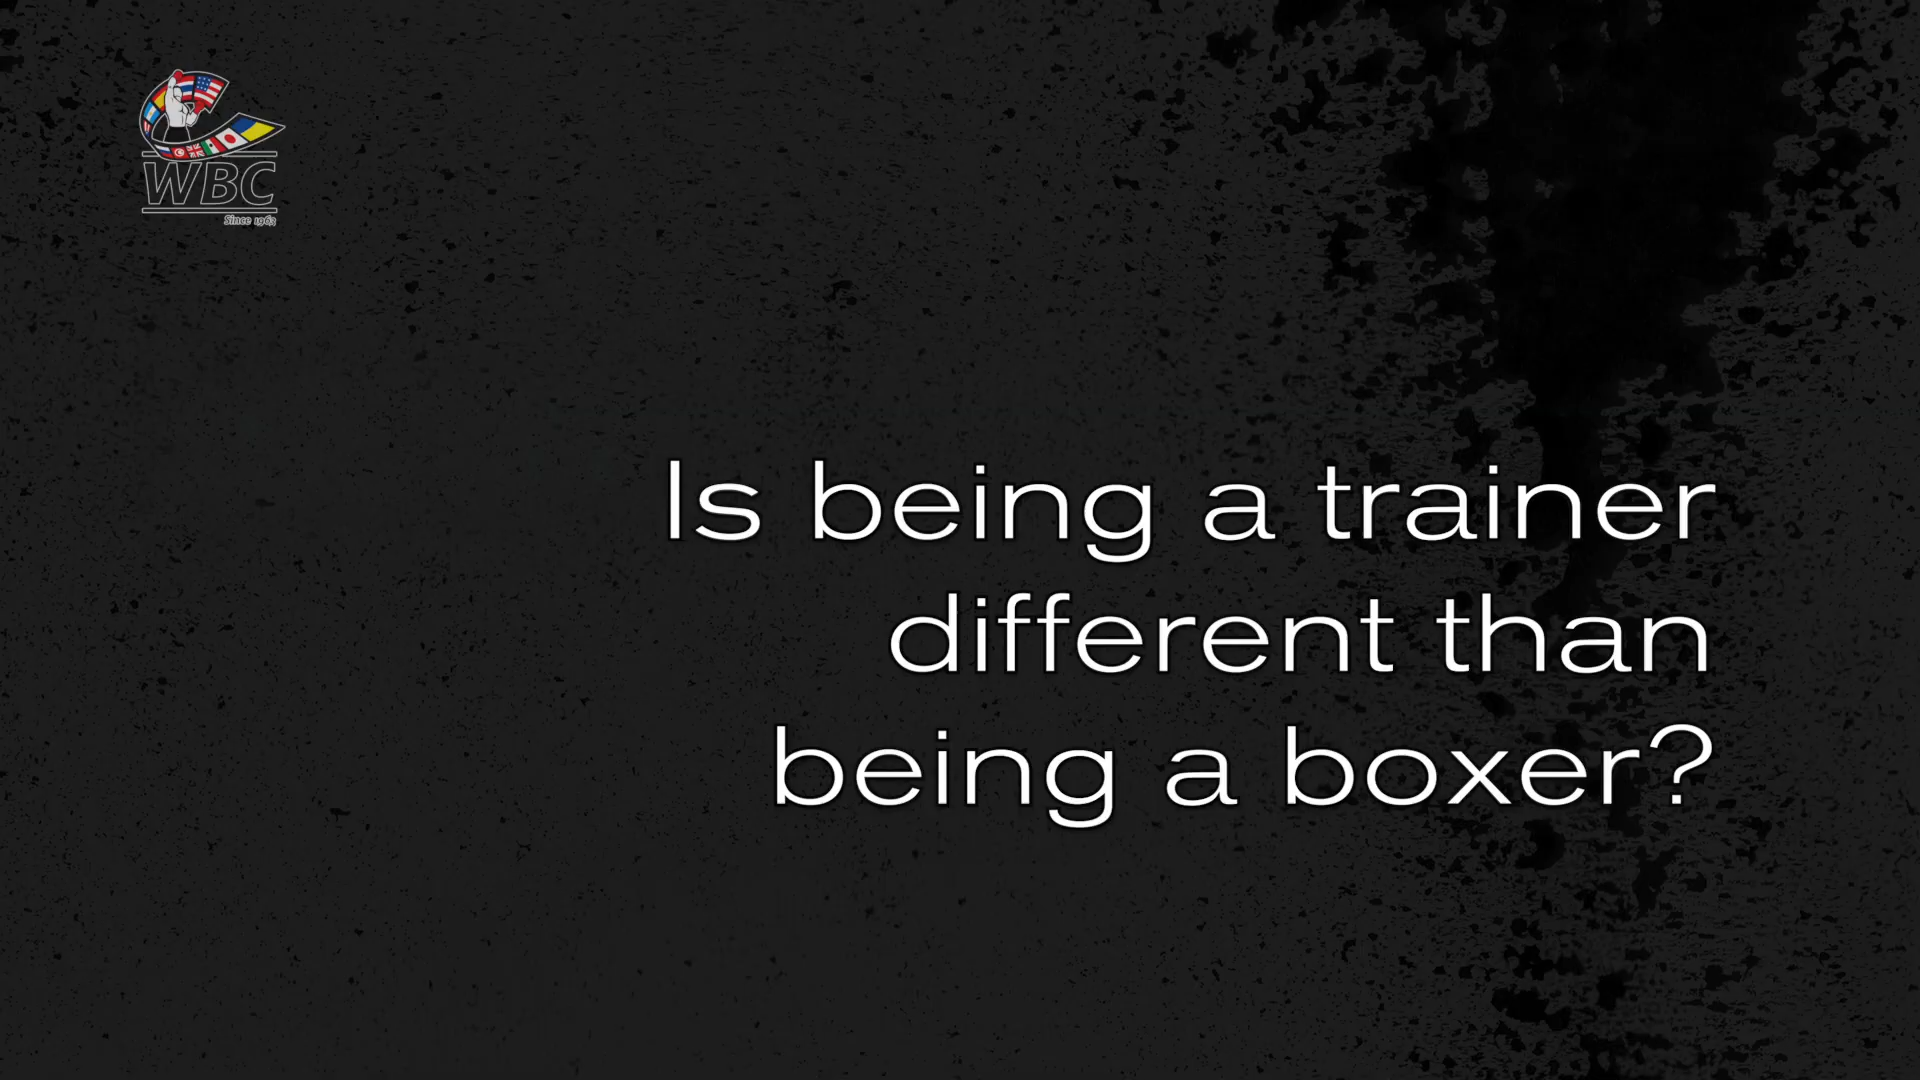 WBC
Since 1963
Is being a trainer
different than
being a boxer?